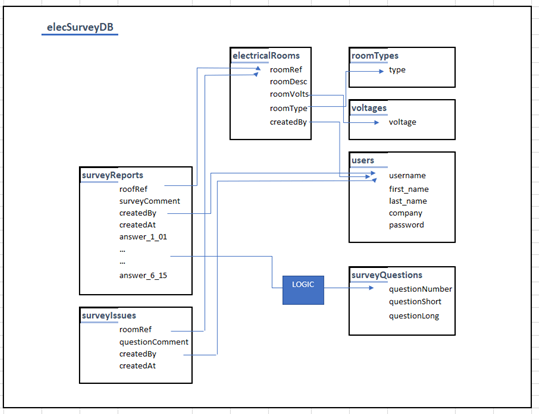 elecSurveyDB
electricalRooms
roomRef
roomDesc
roomVolts
roomType
createdBy
roomTypes
type
voltages
voltage
users
username
first_name
last_name
company
password
surveyReports
roofRef
surveyComment
createdBy
createdAt
answer_1_01
...
...
answer_6_15
LOGIC
surveyQuestions
questionNumber
questionShort
questionLong
surveyIssues
roomRef
questionComment
createdBy
createdAt